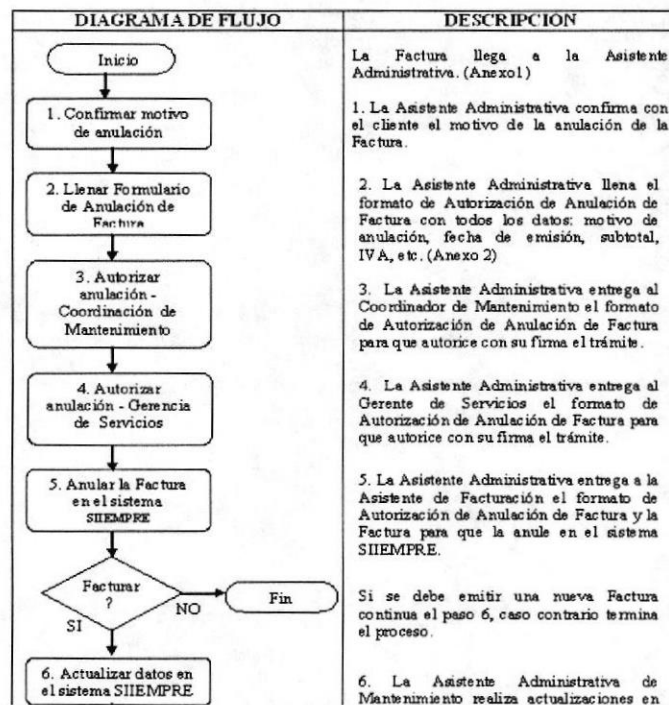 DIAGRAMA DE FLUJO
DESCRIPCIÓN
Inicio
1. Confirmar motivo
de anulación
2. Llenar Formulario
de Anulación de
Factura
3. Autorizar
anulación -
Coordinación de
Mantenimiento
4. Autorizar
anulación - Gerencia
de Servicios
5. Anular la Factura
en el sistema
SIIEMPRE
Facturar
?
SI
NO
Fin
6. Actualizar datos en
el sistema SIIEMPRE
La Factura llega a la Asistente
Administrativa. (Anexo1)
1. La Asistente Administrativa confirma con
el cliente el motivo de la anulación de la
Factura.
2. La Asistente Administrativa llena el
formato de Autorización de Anulación de
Factura con todos los datos: motivo de
anulación, fecha de emisión, subtotal,
IVA, etc. (Anexo 2)
3. La Asistente Administrativa entrega al
Coordinador de Mantenimiento el formato
de Autorización de Anulación de Factura
para que autorice con su firma el trámite.
4. La Asistente Administrativa entrega al
Gerente de Servicios el formato de
Autorización de Anulación de Factura para
que autorice con su firma el trámite.
5. La Asistente Administrativa entrega a la
Asistente de Facturación el formato de
Autorización de Anulación de Factura y la
Factura para que la anule en el sistema
SIIEMPRE.
Si se debe emitir una nueva Factura
continua el paso 6, caso contrario termina
el proceso.
6. La Asistente Administrativa de
Mantenimiento realiza actualizaciones en